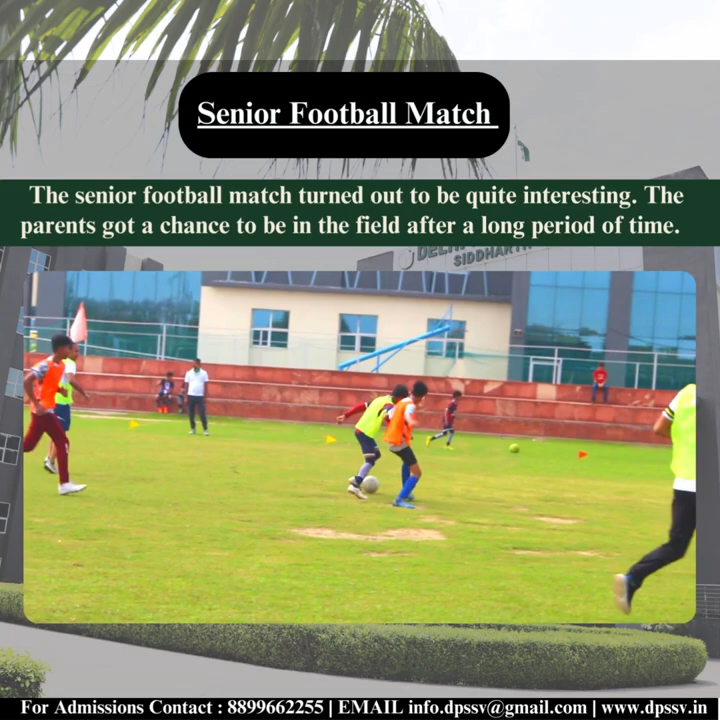 Senior Football Match
The senior football match turned out to be quite interesting. The
parents got a chance to be in the field after a long period of time.
SIDDHARTH
For Admissions Contact : 8899662255 | EMAIL info.dpssv@gmail.com | www.dpssv.in